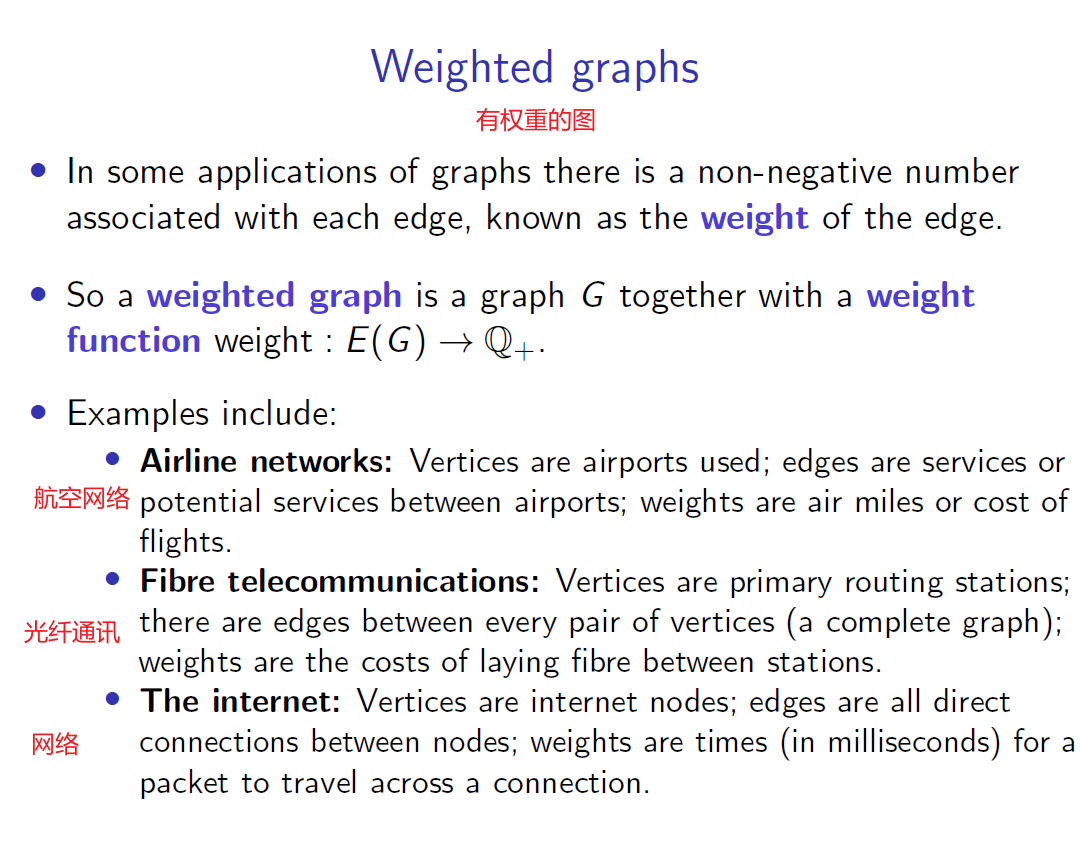 Weighted graphs
有权重的图
• In some applications of graphs there is a non-negative number
associated with each edge, known as the weight of the edge.
• So a weighted graph is a graph G together with a weight
function weight : E(G) → ℚ₊.
• Examples include:
• Airline networks: Vertices are airports used; edges are services or
航空网络
potential services between airports; weights are air miles or cost of
flights.
• Fibre telecommunications: Vertices are primary routing stations;
光纤通讯
there are edges between every pair of vertices (a complete graph);
weights are the costs of laying fibre between stations.
• The internet: Vertices are internet nodes; edges are all direct
网络
connections between nodes; weights are times (in milliseconds) for a
packet to travel across a connection.